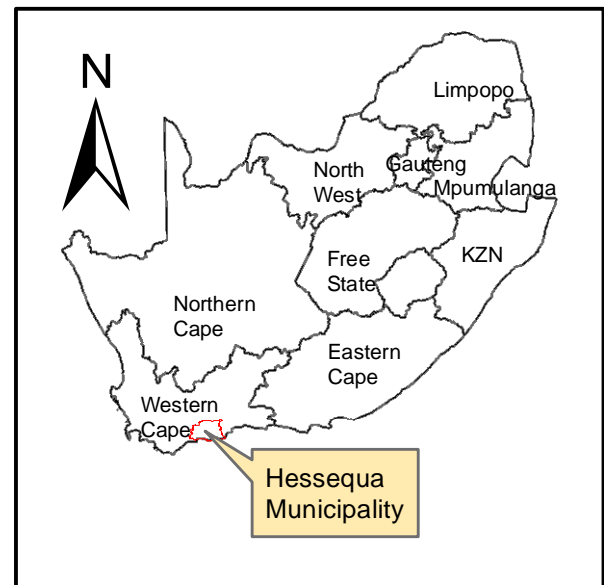 N
Limpopo
North
West
Gauteng
Mpumulanga
Free
State
KZN
Northern
Cape
Eastern
Cape
Western
Cape
Hessequa
Municipality